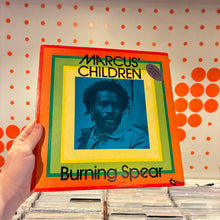 MARCUS'
CHILDREN
Burning Spear